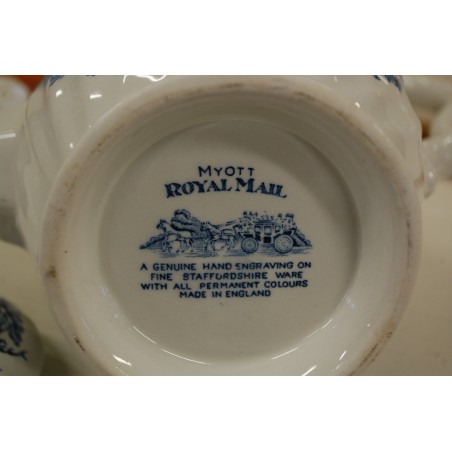 MYOTT
ROYAL MAIL
A GENUINE HAND ENGRAVING ON
FINE STAFFORDSHIRE WARE
WITH ALL PERMANENT COLOURS
MADE IN ENGLAND